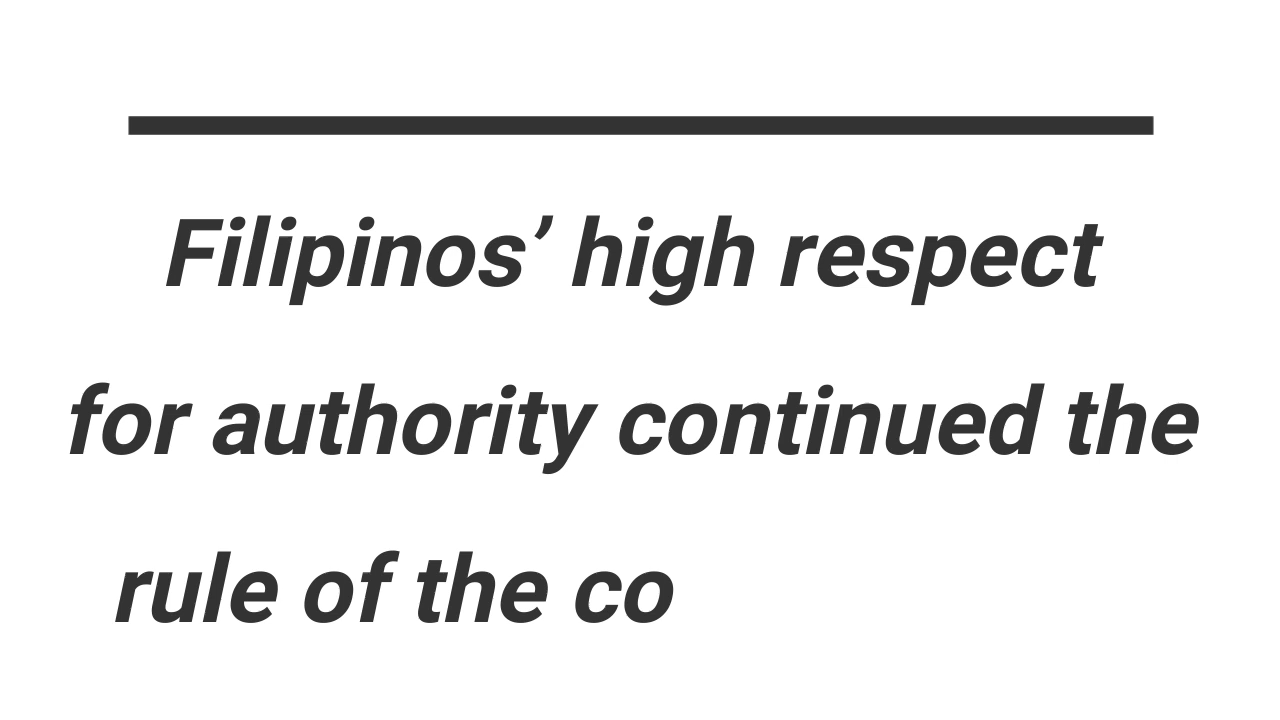 Filipinos’ high respect
for authority continued the
rule of the co